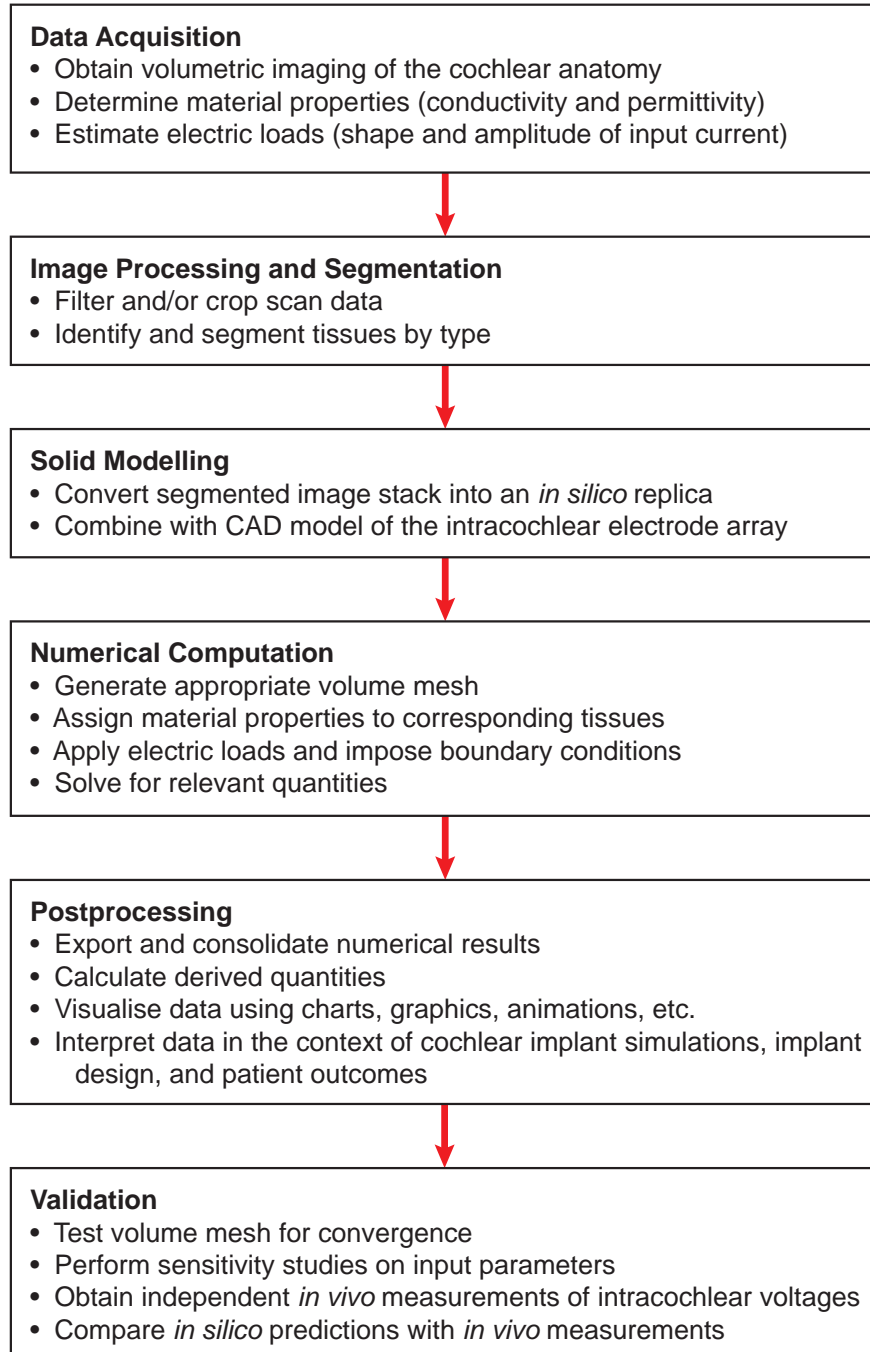 Data Acquisition
• Obtain volumetric imaging of the cochlear anatomy
• Determine material properties (conductivity and permittivity)
• Estimate electric loads (shape and amplitude of input current)
Image Processing and Segmentation
• Filter and/or crop scan data
• Identify and segment tissues by type
Solid Modelling
• Convert segmented image stack into an in silico replica
• Combine with CAD model of the intracochlear electrode array
Numerical Computation
• Generate appropriate volume mesh
• Assign material properties to corresponding tissues
• Apply electric loads and impose boundary conditions
• Solve for relevant quantities
Postprocessing
• Export and consolidate numerical results
• Calculate derived quantities
• Visualise data using charts, graphics, animations, etc.
• Interpret data in the context of cochlear implant simulations, implant
design, and patient outcomes
Validation
• Test volume mesh for convergence
• Perform sensitivity studies on input parameters
• Obtain independent in vivo measurements of intracochlear voltages
• Compare in silico predictions with in vivo measurements